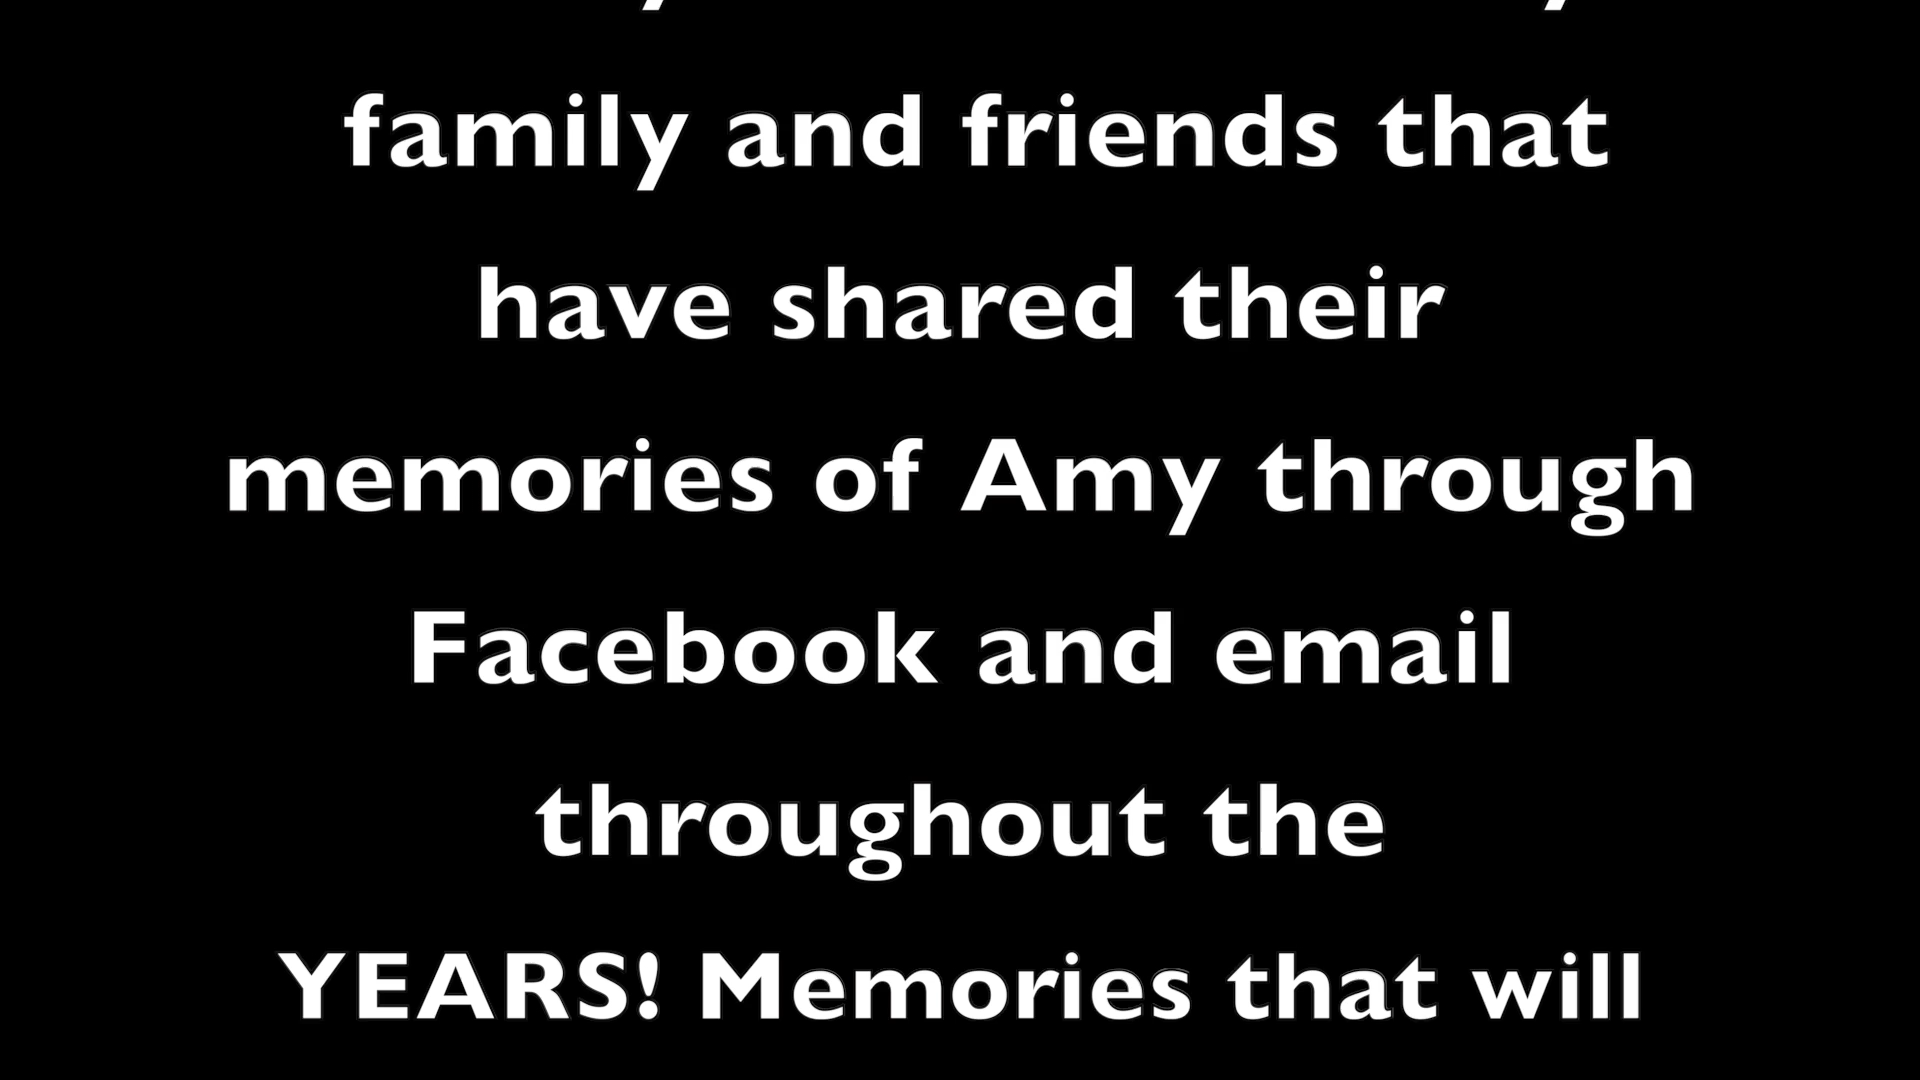 family and friends that
have shared their
memories of Amy through
Facebook and email
throughout the
YEARS! Memories that will